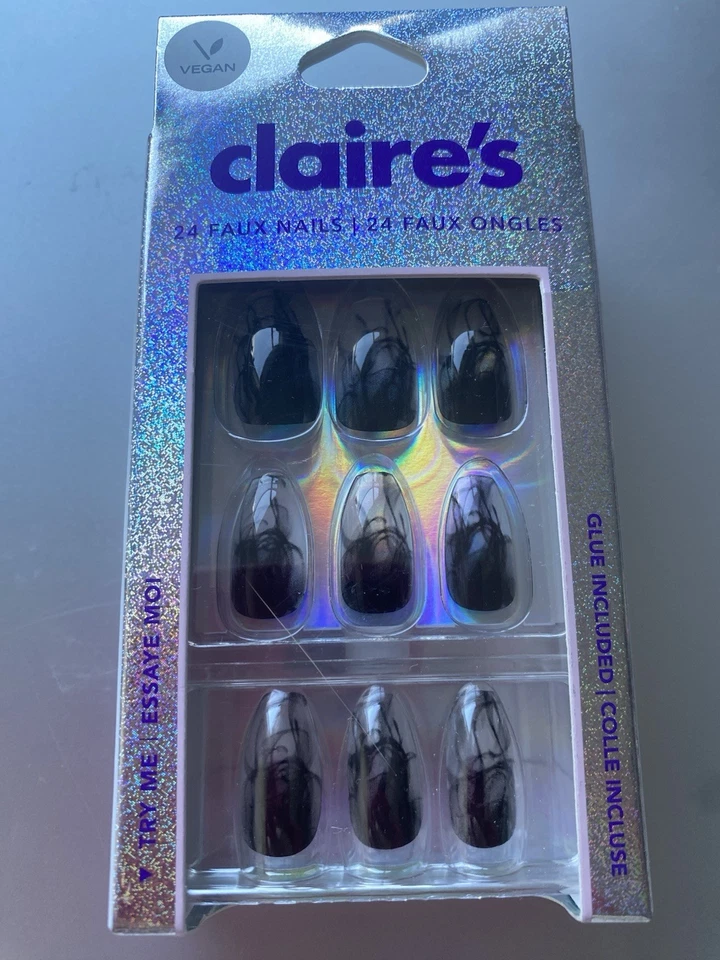 VEGAN
claire's
24 FAUX NAILS | 24 FAUX ONGLES
TRY ME | ESSAYE MOI
GLUE INCLUDED | COLLE INCLUSE